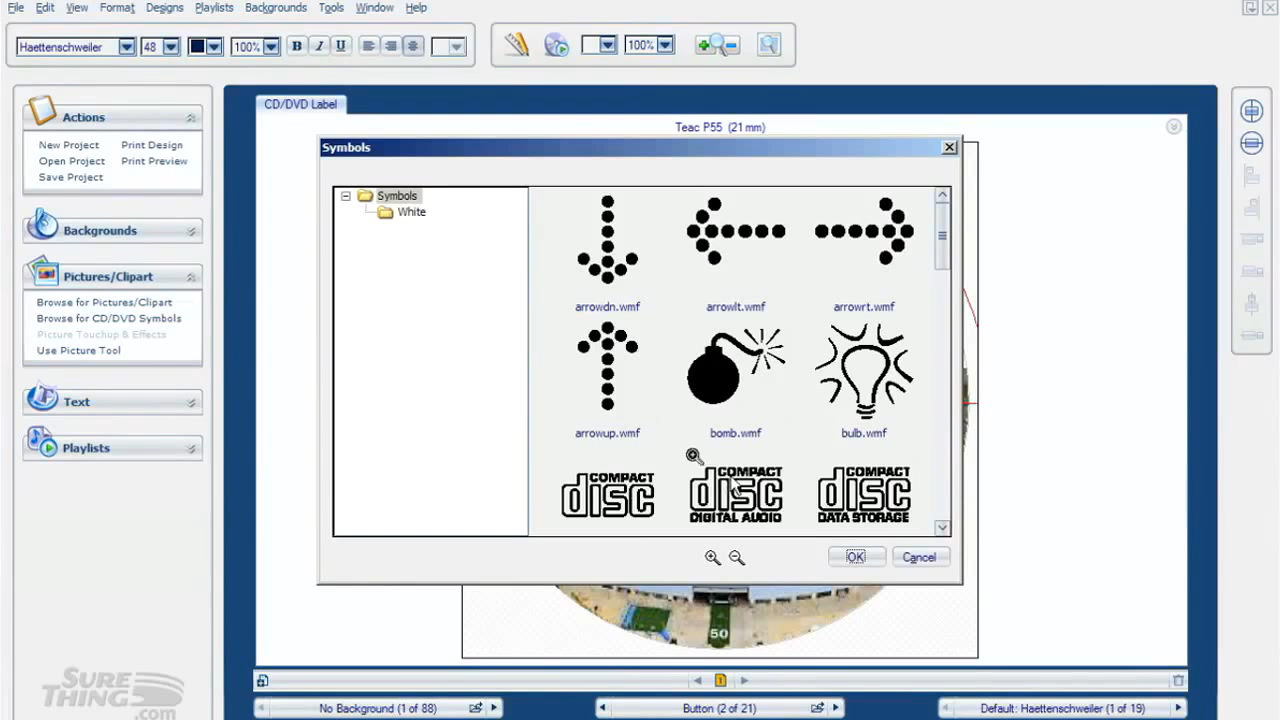 File Edit View Format Designs Playlists Backgrounds Tools Window Help
Haettenschweiler 48 100% B I U 100%
CD/DVD Label
Teac P55 (21 mm)
Actions
New Project Print Design
Open Project Print Preview
Save Project
Backgrounds
Pictures/Clipart
Browse for Pictures/Clipart
Browse for CD/DVD Symbols
Picture Touchup & Effects
Use Picture Tool
Text
Playlists
Symbols
Symbols
White
arrowdn.wmf arrowlt.wmf arrowrt.wmf
arrowup.wmf bomb.wmf bulb.wmf
COMPACT COMPACT COMPACT
disc disc disc
DIGITAL AUDIO DATA STORAGE
OK Cancel
50
1
No Background (1 of 88) Button (2 of 21) Default: Haettenschweiler (1 of 19)
SURE
THING
.com